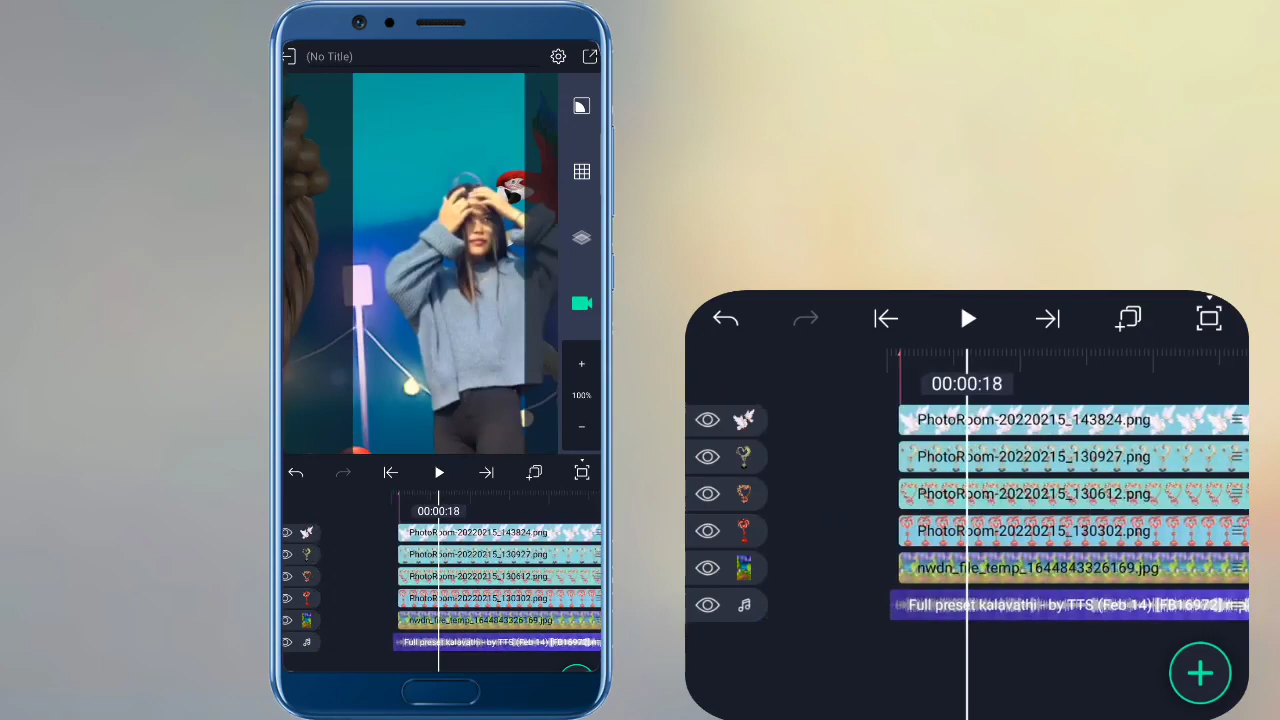 (No Title)
+
100%
−
00:00:18
PhotoRoom-20220215_143824.png
PhotoRoom-20220215_130927.png
PhotoRoom-20220215_130612.png
PhotoRoom-20220215_130302.png
nwdn_file_temp_1644843326169.jpg
Full preset kalavathi - by TTS (Feb 14) [FB16972]
00:00:18
PhotoRoom-20220215_143824.png
PhotoRoom-20220215_130927.png
PhotoRoom-20220215_130612.png
PhotoRoom-20220215_130302.png
nwdn_file_temp_1644843326169.jpg
Full preset kalavathi - by TTS (Feb 14) [FB16972]